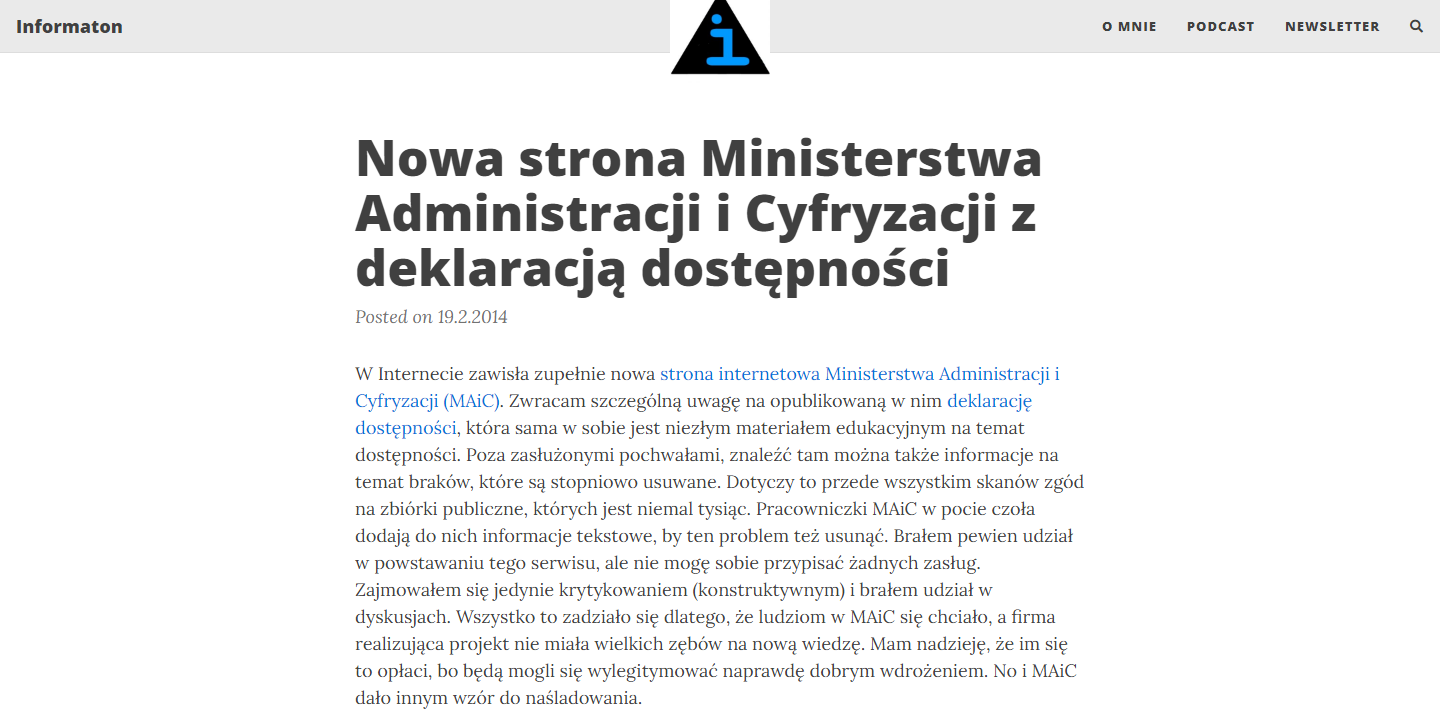 Informaton
i
O MNIE
PODCAST
NEWSLETTER
Nowa strona Ministerstwa
Administracji i Cyfryzacji z
deklaracją dostępności
Posted on 19.2.2014
W Internecie zawisła zupełnie nowa strona internetowa Ministerstwa Administracji i
Cyfryzacji (MAiC). Zwracam szczególną uwagę na opublikowaną w nim deklarację
dostępności, która sama w sobie jest niezłym materiałem edukacyjnym na temat
dostępności. Poza zasłużonymi pochwałami, znaleźć tam można także informacje na
temat braków, które są stopniowo usuwane. Dotyczy to przede wszystkim skanów zgód
na zbiórki publiczne, których jest niemal tysiąc. Pracowniczki MAiC w pocie czoła
dodają do nich informacje tekstowe, by ten problem też usunąć. Brałem pewien udział
w powstawaniu tego serwisu, ale nie mogę sobie przypisać żadnych zasług.
Zajmowałem się jedynie krytykowaniem (konstruktywnym) i brałem udział w
dyskusjach. Wszystko to zadziało się dlatego, że ludziom w MAiC się chciało, a firma
realizująca projekt nie miała wielkich zębów na nową wiedzę. Mam nadzieję, że im się
to opłaci, bo będą mogli się wylegitymować naprawdę dobrym wdrożeniem. No i MAiC
dało innym wzór do naśladowania.